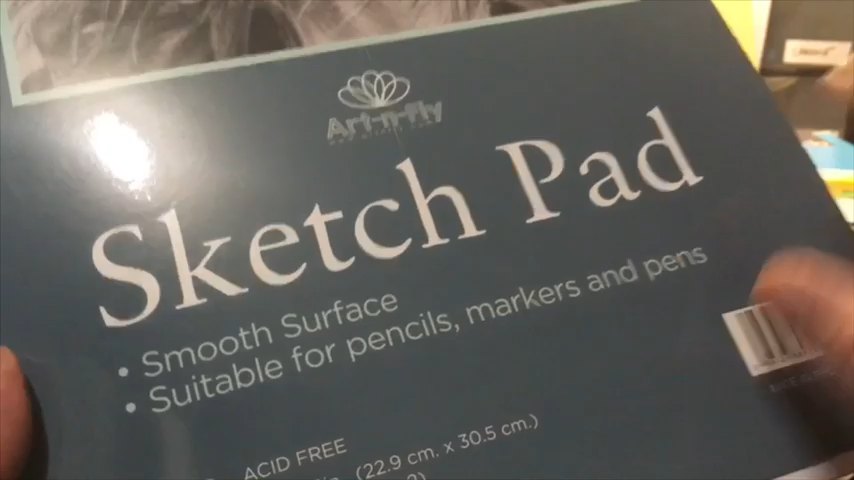 Art-n-Fly
Sketch Pad
• Smooth Surface
• Suitable for pencils, markers and pens
ACID FREE
(22.9 cm. x 30.5 cm.)